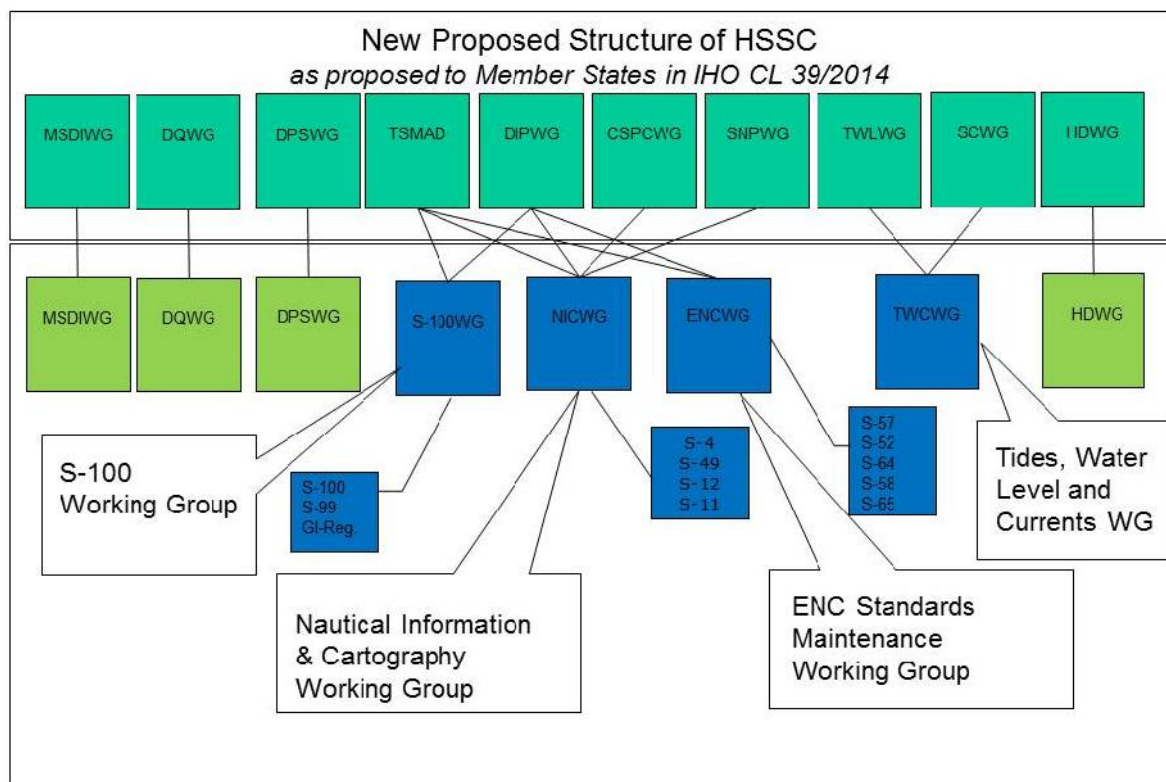 New Proposed Structure of HSSC
as proposed to Member States in IHO CL 39/2014
MSDIWG
DQWG
DPSWG
TSMAD
DIPWG
CSPCWG
SNPWG
TWLWG
SCWG
HDWG
MSDIWG
DQWG
DPSWG
S-100WG
NICWG
ENCWG
TWCWG
HDWG
S-100
Working Group
S-100
S-99
GI-Reg.
S-4
S-49
S-12
S-11
S-57
S-52
S-64
S-58
S-65
Tides, Water
Level and
Currents WG
Nautical Information
& Cartography
Working Group
ENC Standards
Maintenance
Working Group